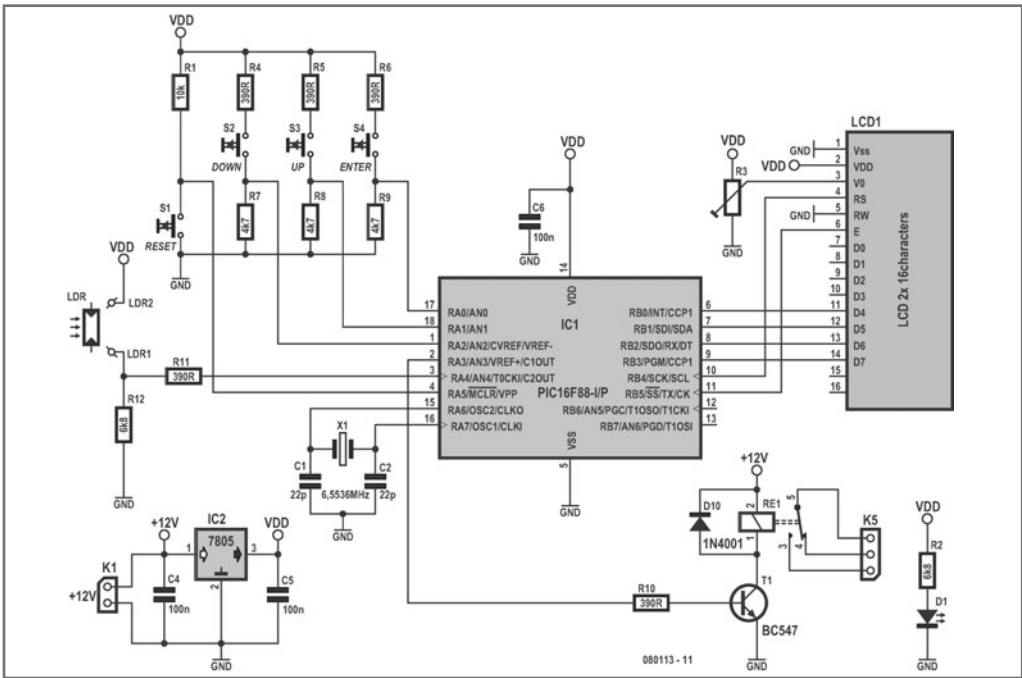 VDD
R1
10k
R4
390R
R5
390R
R6
390R
S2
DOWN
S3
UP
S4
ENTER
R7
4k7
R8
4k7
R9
4k7
S1
RESET
GND
GND
VDD
LDR
LDR2
LDR1
R11
390R
R12
6k8
GND
VDD
C6
100n
GND
14
VDD
IC1
PIC16F88-I/P
VSS
5
GND
17
RA0/AN0
18
RA1/AN1
1
RA2/AN2/CVREF/VREF-
2
RA3/AN3/VREF+/C1OUT
3
RA4/AN4/T0CKI/C2OUT
4
RA5/MCLR/VPP
15
RA6/OSC2/CLKO
16
RA7/OSC1/CLKI
RB0/INT/CCP1
6
RB1/SDI/SDA
7
RB2/SDO/RX/DT
8
RB3/PGM/CCP1
9
RB4/SCK/SCL
10
RB5/SS/TX/CK
11
RB6/AN5/PGC/T1OSO/T1CKI
12
RB7/AN6/PGD/T1OSI
13
X1
6,5536MHz
C1
22p
C2
22p
GND
VDD
R3
GND
LCD1
LCD 2x 16characters
GND
1
Vss
VDD
2
VDD
3
V0
4
RS
GND
5
RW
6
E
7
D0
8
D1
9
D2
10
D3
11
D4
12
D5
13
D6
14
D7
15
16
K1
+12V
+12V
IC2
7805
1
3
2
VDD
C4
100n
C5
100n
GND
+12V
D10
1N4001
RE1
2
1
5
3
4
K5
R10
390R
T1
BC547
GND
VDD
R2
6k8
D1
GND
080113 - 11